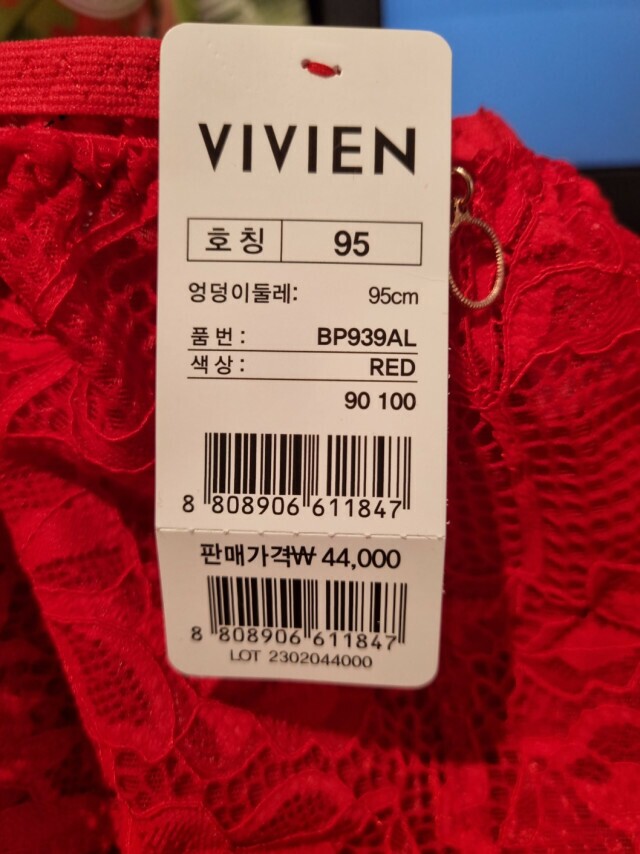 VIVIEN
호칭 95
엉덩이둘레: 95cm
품번: BP939AL
색상: RED
90 100
8 808906 611847
판매가격₩ 44,000
8 808906 611847
LOT 2302044000